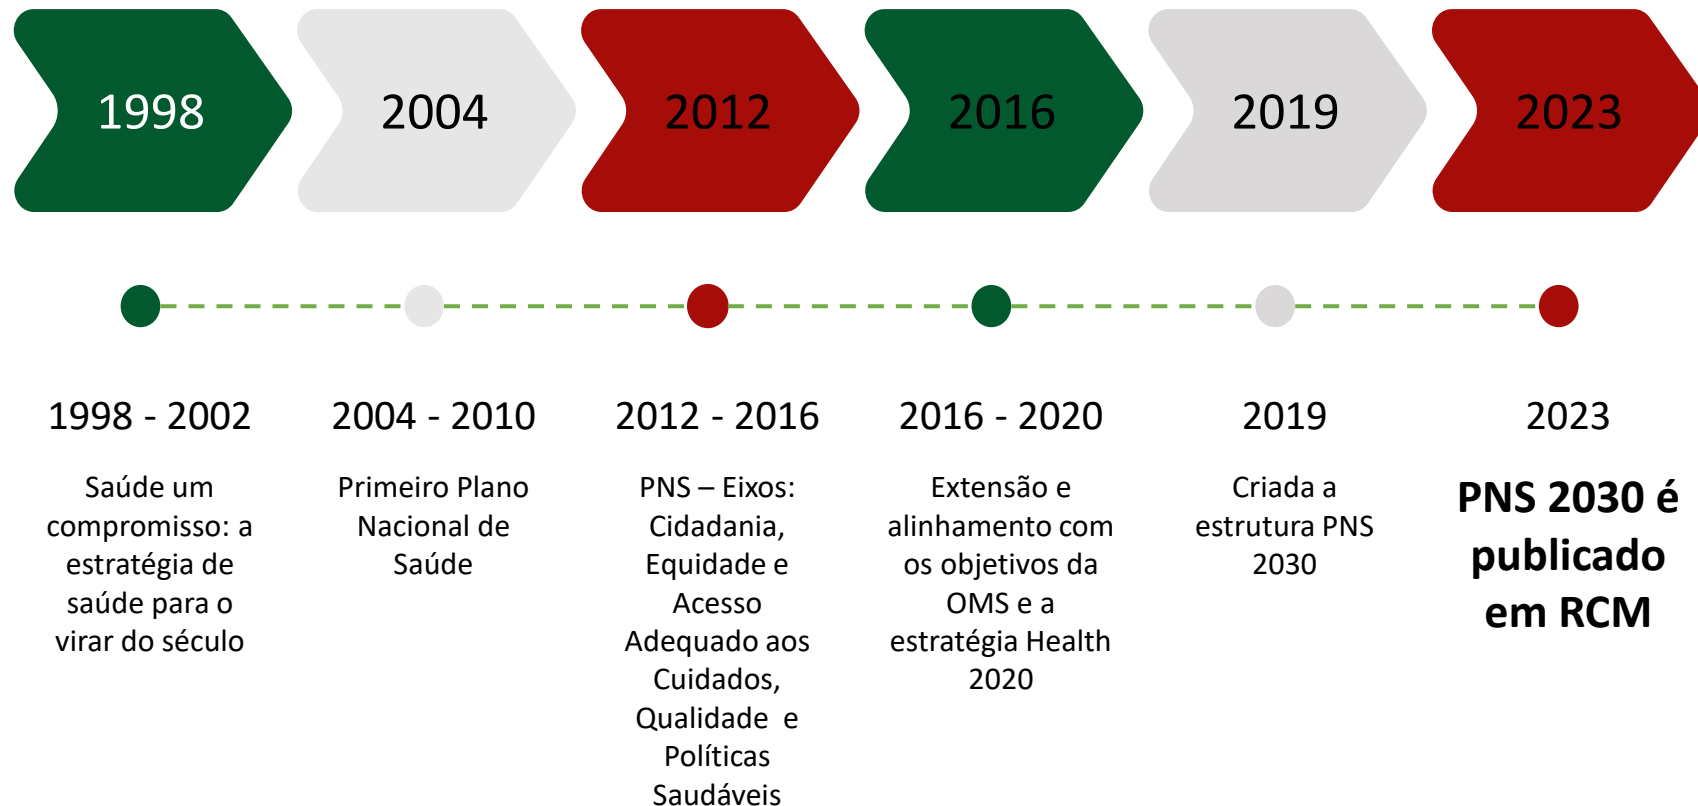 1998
2004
2012
2016
2019
2023
1998 - 2002
Saúde um
compromisso: a
estratégia de
saúde para o
virar do século
2004 - 2010
Primeiro Plano
Nacional de
Saúde
2012 - 2016
PNS – Eixos:
Cidadania,
Equidade e
Acesso
Adequado aos
Cuidados,
Qualidade  e
Políticas
Saudáveis
2016 - 2020
Extensão e
alinhamento com
os objetivos da
OMS e a
estratégia Health
2020
2019
Criada a
estrutura PNS
2030
2023
PNS 2030 é
publicado
em RCM